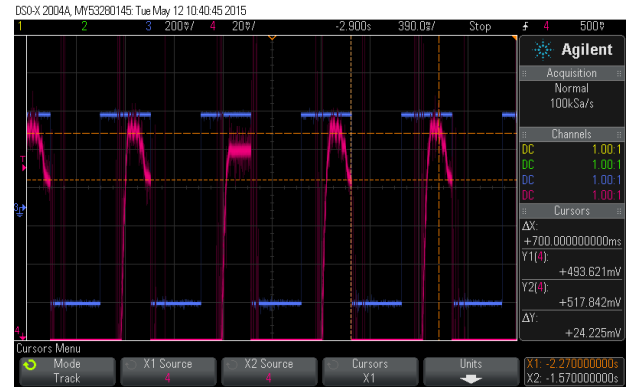 DSO-X 2004A, MY53280145: Tue May 12 10:40:45 2015
1 2 3 200▽/ 4 20▽/ -2.900s 390.0▽/ Stop 4 500▽
Agilent
Acquisition
Normal
100kSa/s
Channels
DC 1.00:1
DC 1.00:1
DC 1.00:1
DC 1.00:1
Cursors
ΔX:
+700.000000000ms
Y1(4):
+493.621mV
Y2(4):
+517.842mV
ΔY:
+24.225mV
T
3
4
Cursors Menu
Mode X1 Source X2 Source Cursors Units X1: -2.270000000s
Track 4 4 X1 X2: -1.570000000s